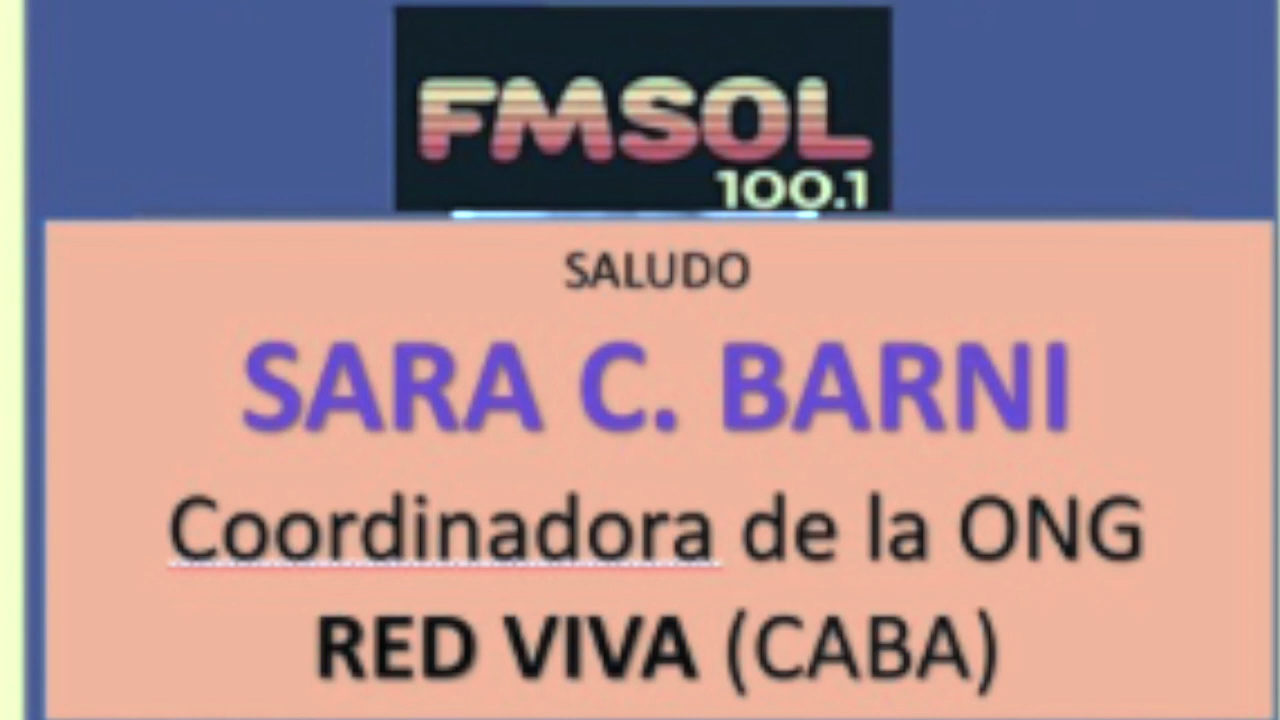 FMSOL
100.1
SALUDO
SARA C. BARNI
Coordinadora de la ONG
RED VIVA (CABA)